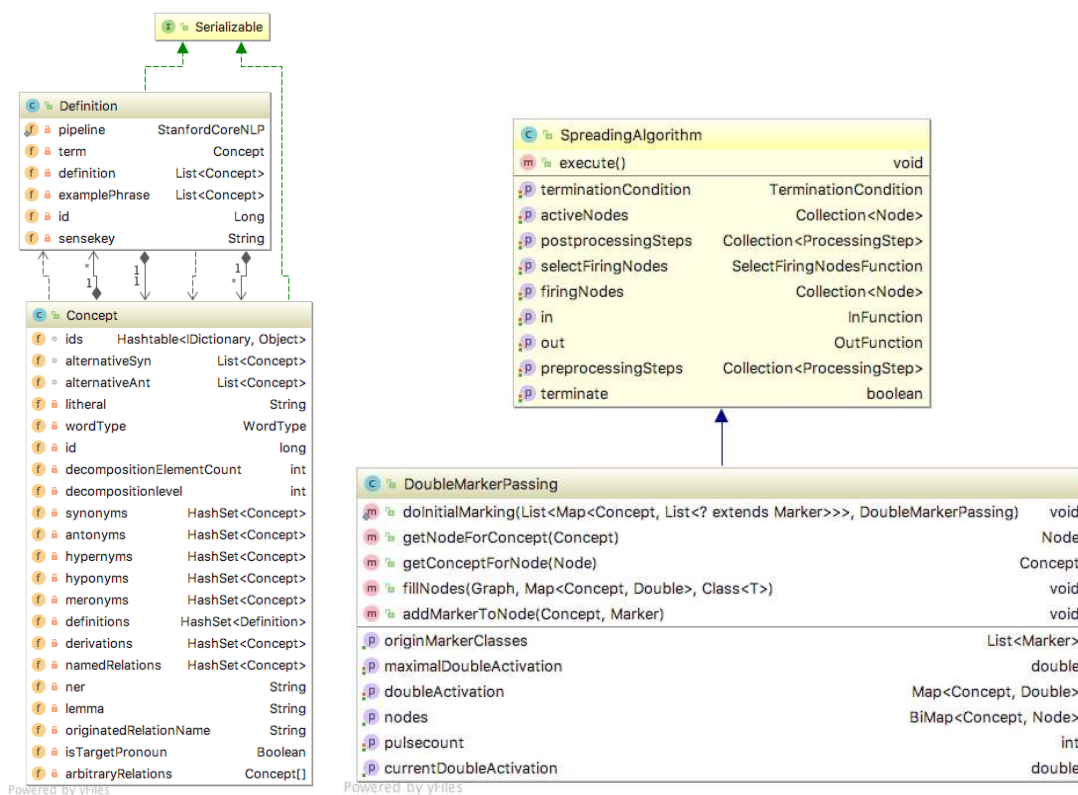 Serializable
Definition
pipeline StanfordCoreNLP
term Concept
definition List<Concept>
examplePhrase List<Concept>
id Long
sensekey String
* 1 1 1 1 *
Concept
ids Hashtable<IDictionary, Object>
alternativeSyn List<Concept>
alternativeAnt List<Concept>
litheral String
wordType WordType
id long
decompositionElementCount int
decompositionlevel int
synonyms HashSet<Concept>
antonyms HashSet<Concept>
hypernyms HashSet<Concept>
hyponyms HashSet<Concept>
meronyms HashSet<Concept>
definitions HashSet<Definition>
derivations HashSet<Concept>
namedRelations HashSet<Concept>
ner String
lemma String
originatedRelationName String
isTargetPronoun Boolean
arbitraryRelations Concept[]
Powered by yFiles
SpreadingAlgorithm
execute() void
terminationCondition TerminationCondition
activeNodes Collection<Node>
postprocessingSteps Collection<ProcessingStep>
selectFiringNodes SelectFiringNodesFunction
firingNodes Collection<Node>
in InFunction
out OutFunction
preprocessingSteps Collection<ProcessingStep>
terminate boolean
DoubleMarkerPassing
doInitialMarking(List<Map<Concept, List<? extends Marker>>>, DoubleMarkerPassing) void
getNodeForConcept(Concept) Node
getConceptForNode(Node) Concept
fillNodes(Graph, Map<Concept, Double>, Class<T>) void
addMarkerToNode(Concept, Marker) void
originMarkerClasses List<Marker>
maximalDoubleActivation double
doubleActivation Map<Concept, Double>
nodes BiMap<Concept, Node>
pulsecount int
currentDoubleActivation double
Powered by yFiles